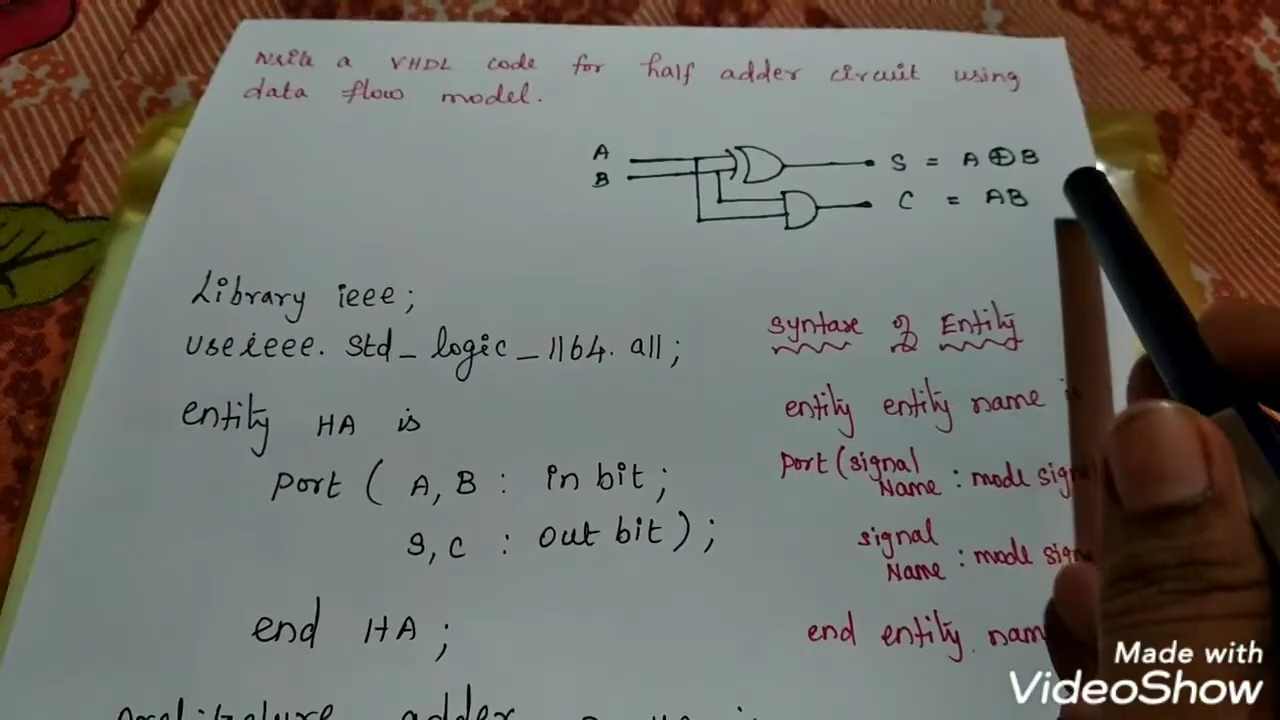 Write a VHDL code for half adder circuit using
data flow model.
A
B
S = A ⊕ B
C = AB
Library ieee;
use ieee. Std_logic_1164. all;
entity HA is
Port ( A, B : in bit;
S, C : out bit );
end HA ;
adder
Syntax of Entity
entity entity name
Port (signal
Name : mode
signal
Name : mode
end entity
Made with
VideoShow